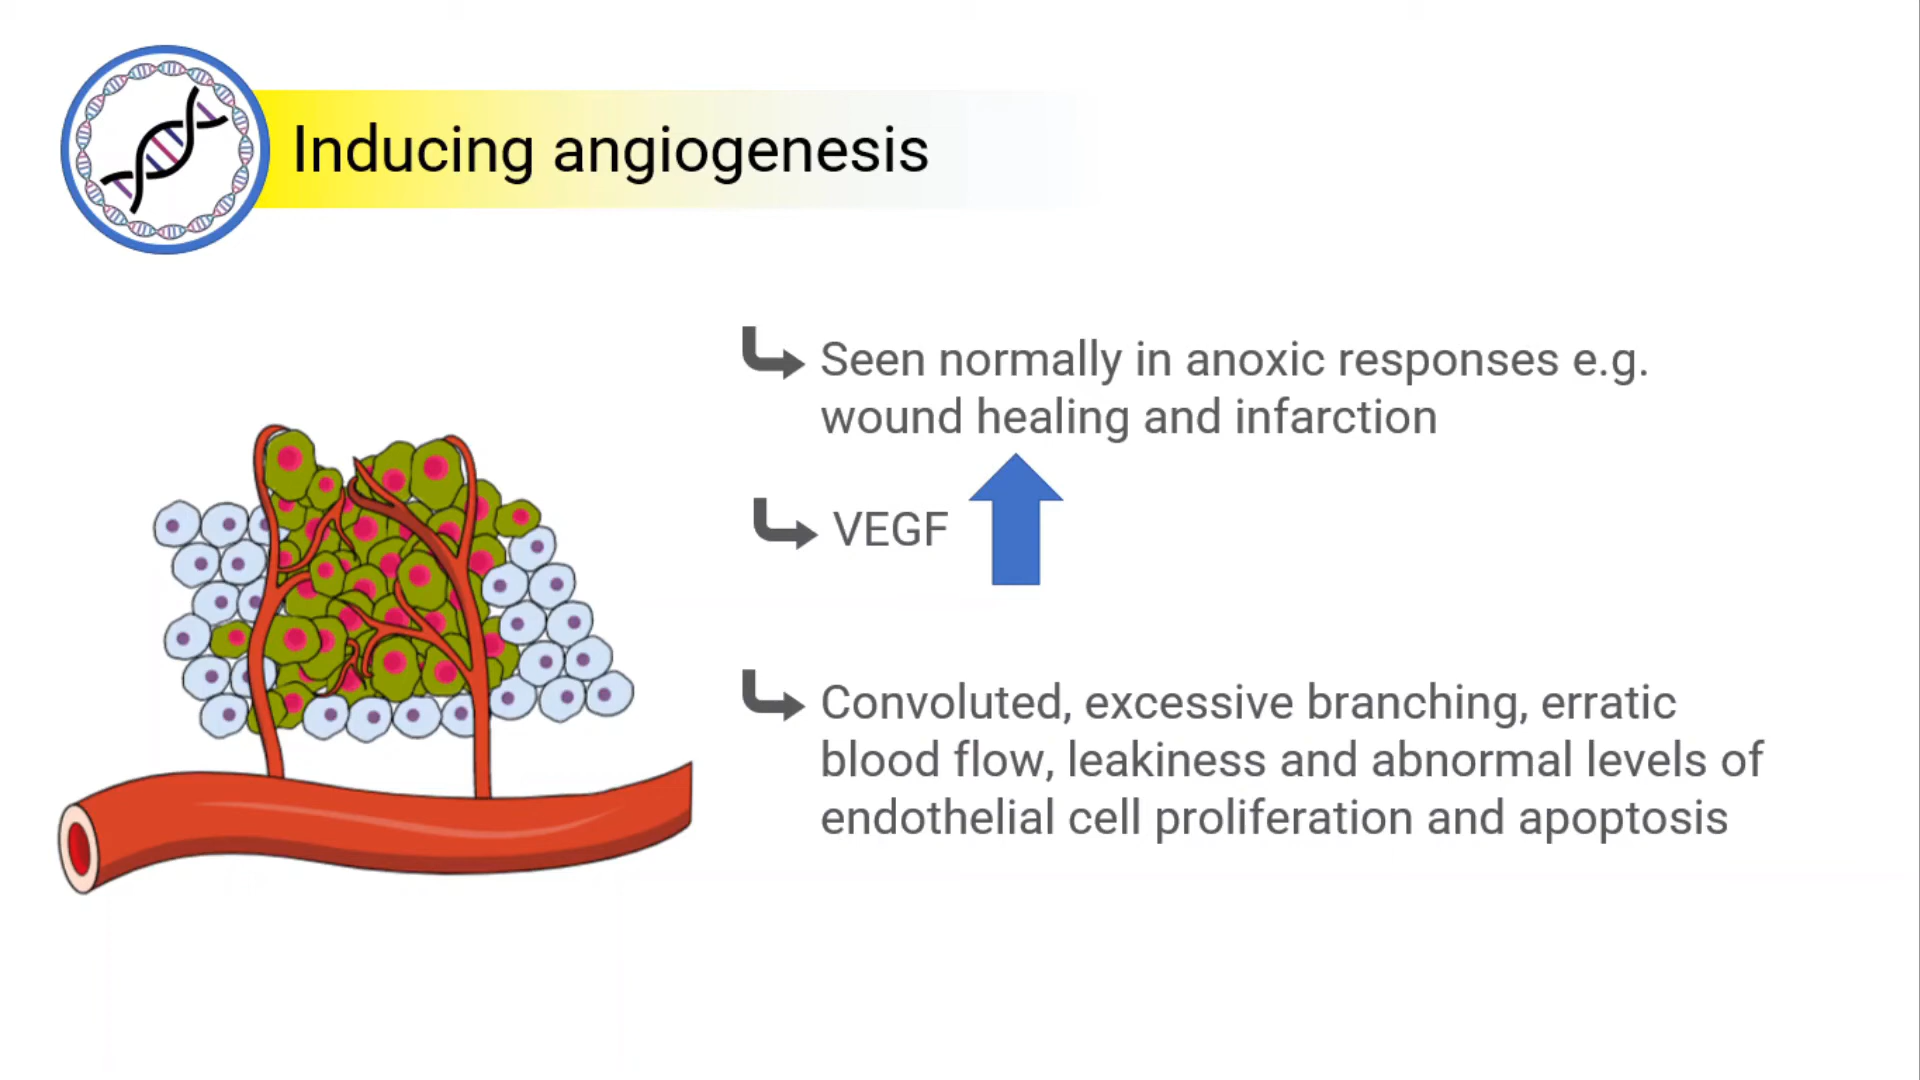 Inducing angiogenesis
Seen normally in anoxic responses e.g.
wound healing and infarction
VEGF
Convoluted, excessive branching, erratic
blood flow, leakiness and abnormal levels of
endothelial cell proliferation and apoptosis